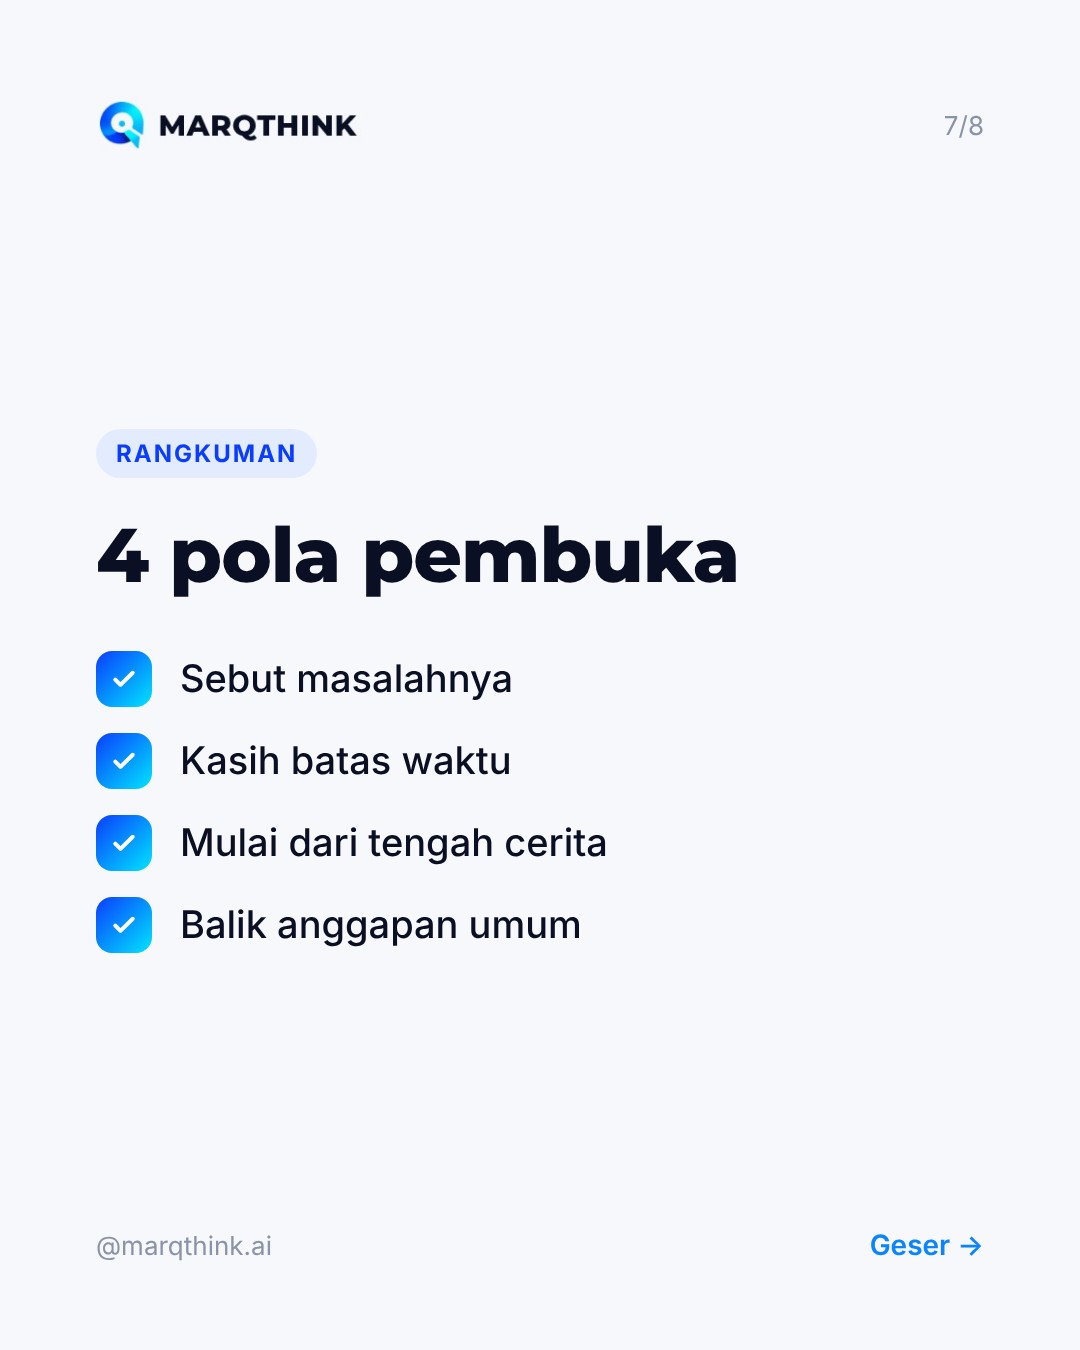 MARQTHINK
7/8
RANGKUMAN
4 pola pembuka
Sebut masalahnya
Kasih batas waktu
Mulai dari tengah cerita
Balik anggapan umum
@marqthink.ai
Geser →